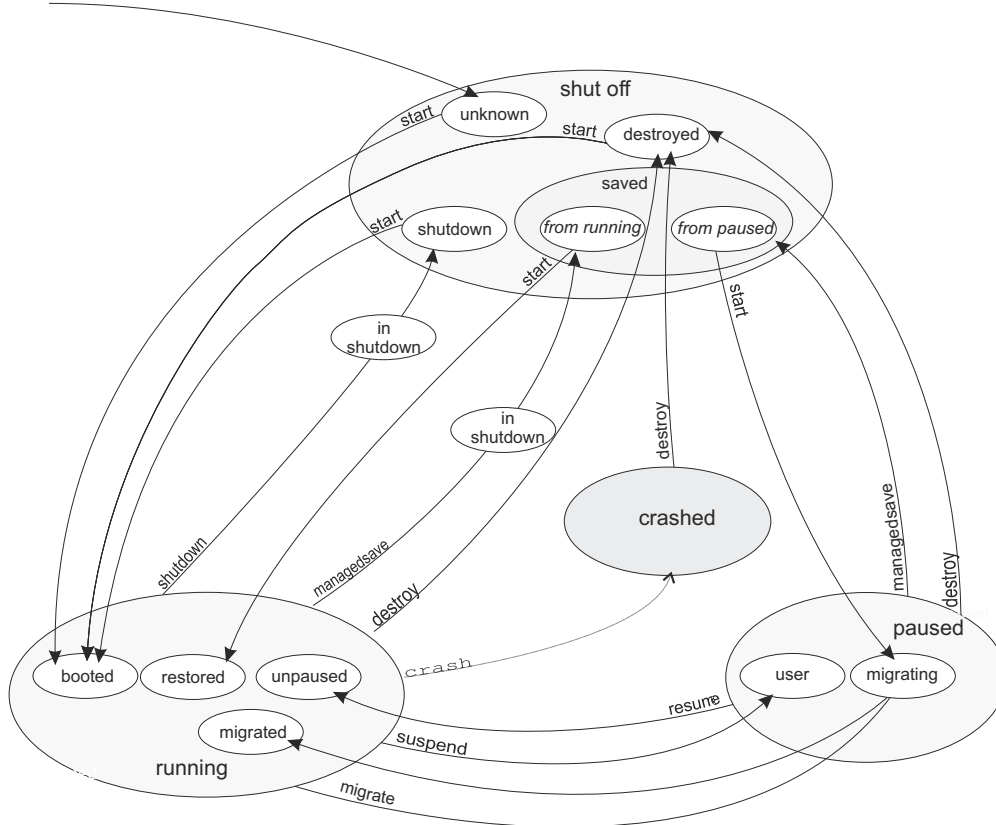 shut off
start
unknown
start
destroyed
saved
start
shutdown
from running
from paused
start
start
in
shutdown
in
shutdown
destroy
crashed
shutdown
managedsave
destroy
managedsave
destroy
crash
paused
booted
restored
unpaused
user
migrating
resume
suspend
migrated
running
migrate